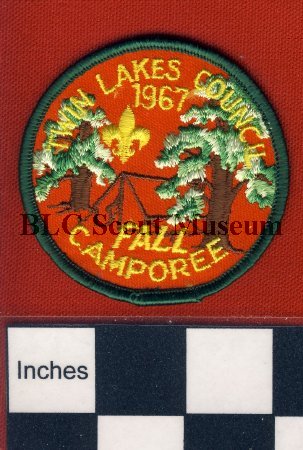 TWIN LAKES COUNCIL
1967
BLC Scout Museum
FALL
CAMPOREE
Inches